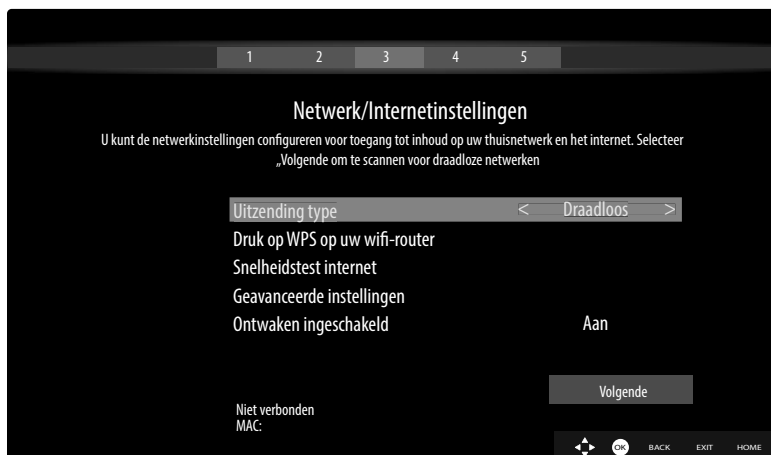 1 2 3 4 5
Netwerk/Internetinstellingen
U kunt de netwerkinstellingen configureren voor toegang tot inhoud op uw thuisnetwerk en het internet. Selecteer
„Volgende om te scannen voor draadloze netwerken
Uitzending type < Draadloos >
Druk op WPS op uw wifi-router
Snelheidstest internet
Geavanceerde instellingen
Ontwaken ingeschakeld Aan
Volgende
Niet verbonden
MAC:
OK BACK EXIT HOME